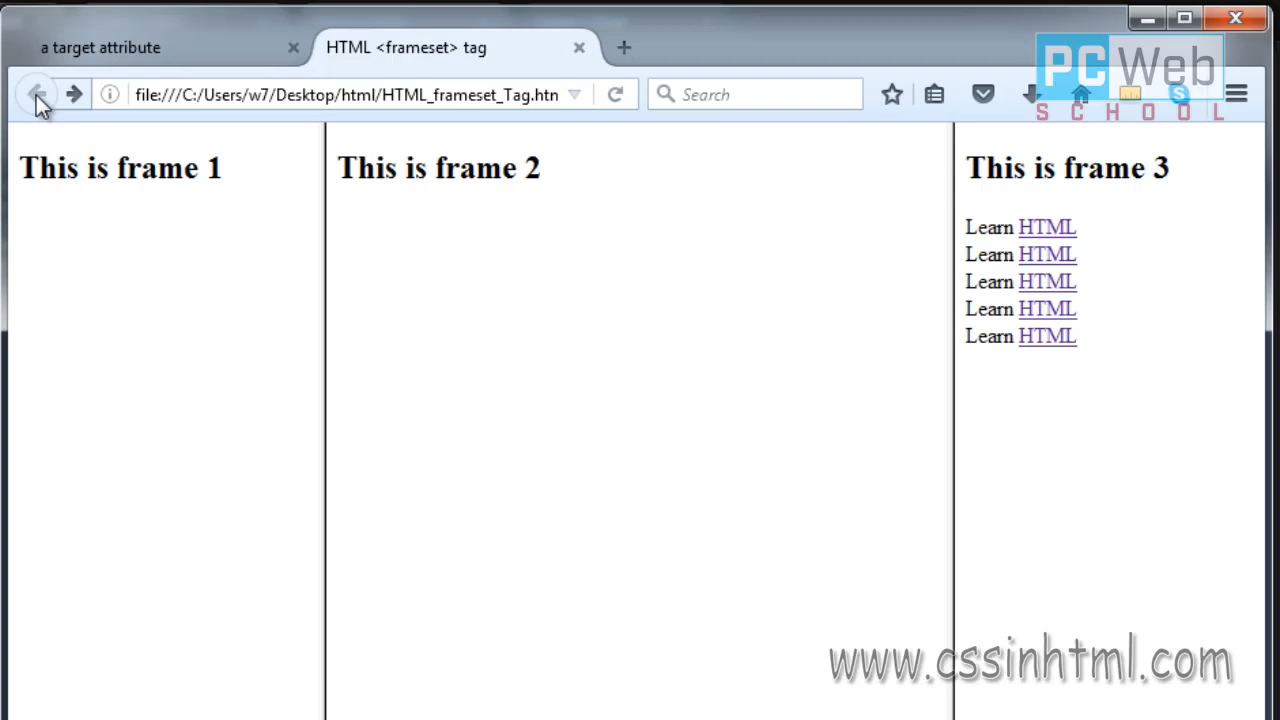 a target attribute
HTML <frameset> tag
file:///C:/Users/w7/Desktop/html/HTML_frameset_Tag.htn
Search
PC Web
SCHOOL
This is frame 1
This is frame 2
This is frame 3
Learn HTML
Learn HTML
Learn HTML
Learn HTML
Learn HTML
www.cssinhtml.com